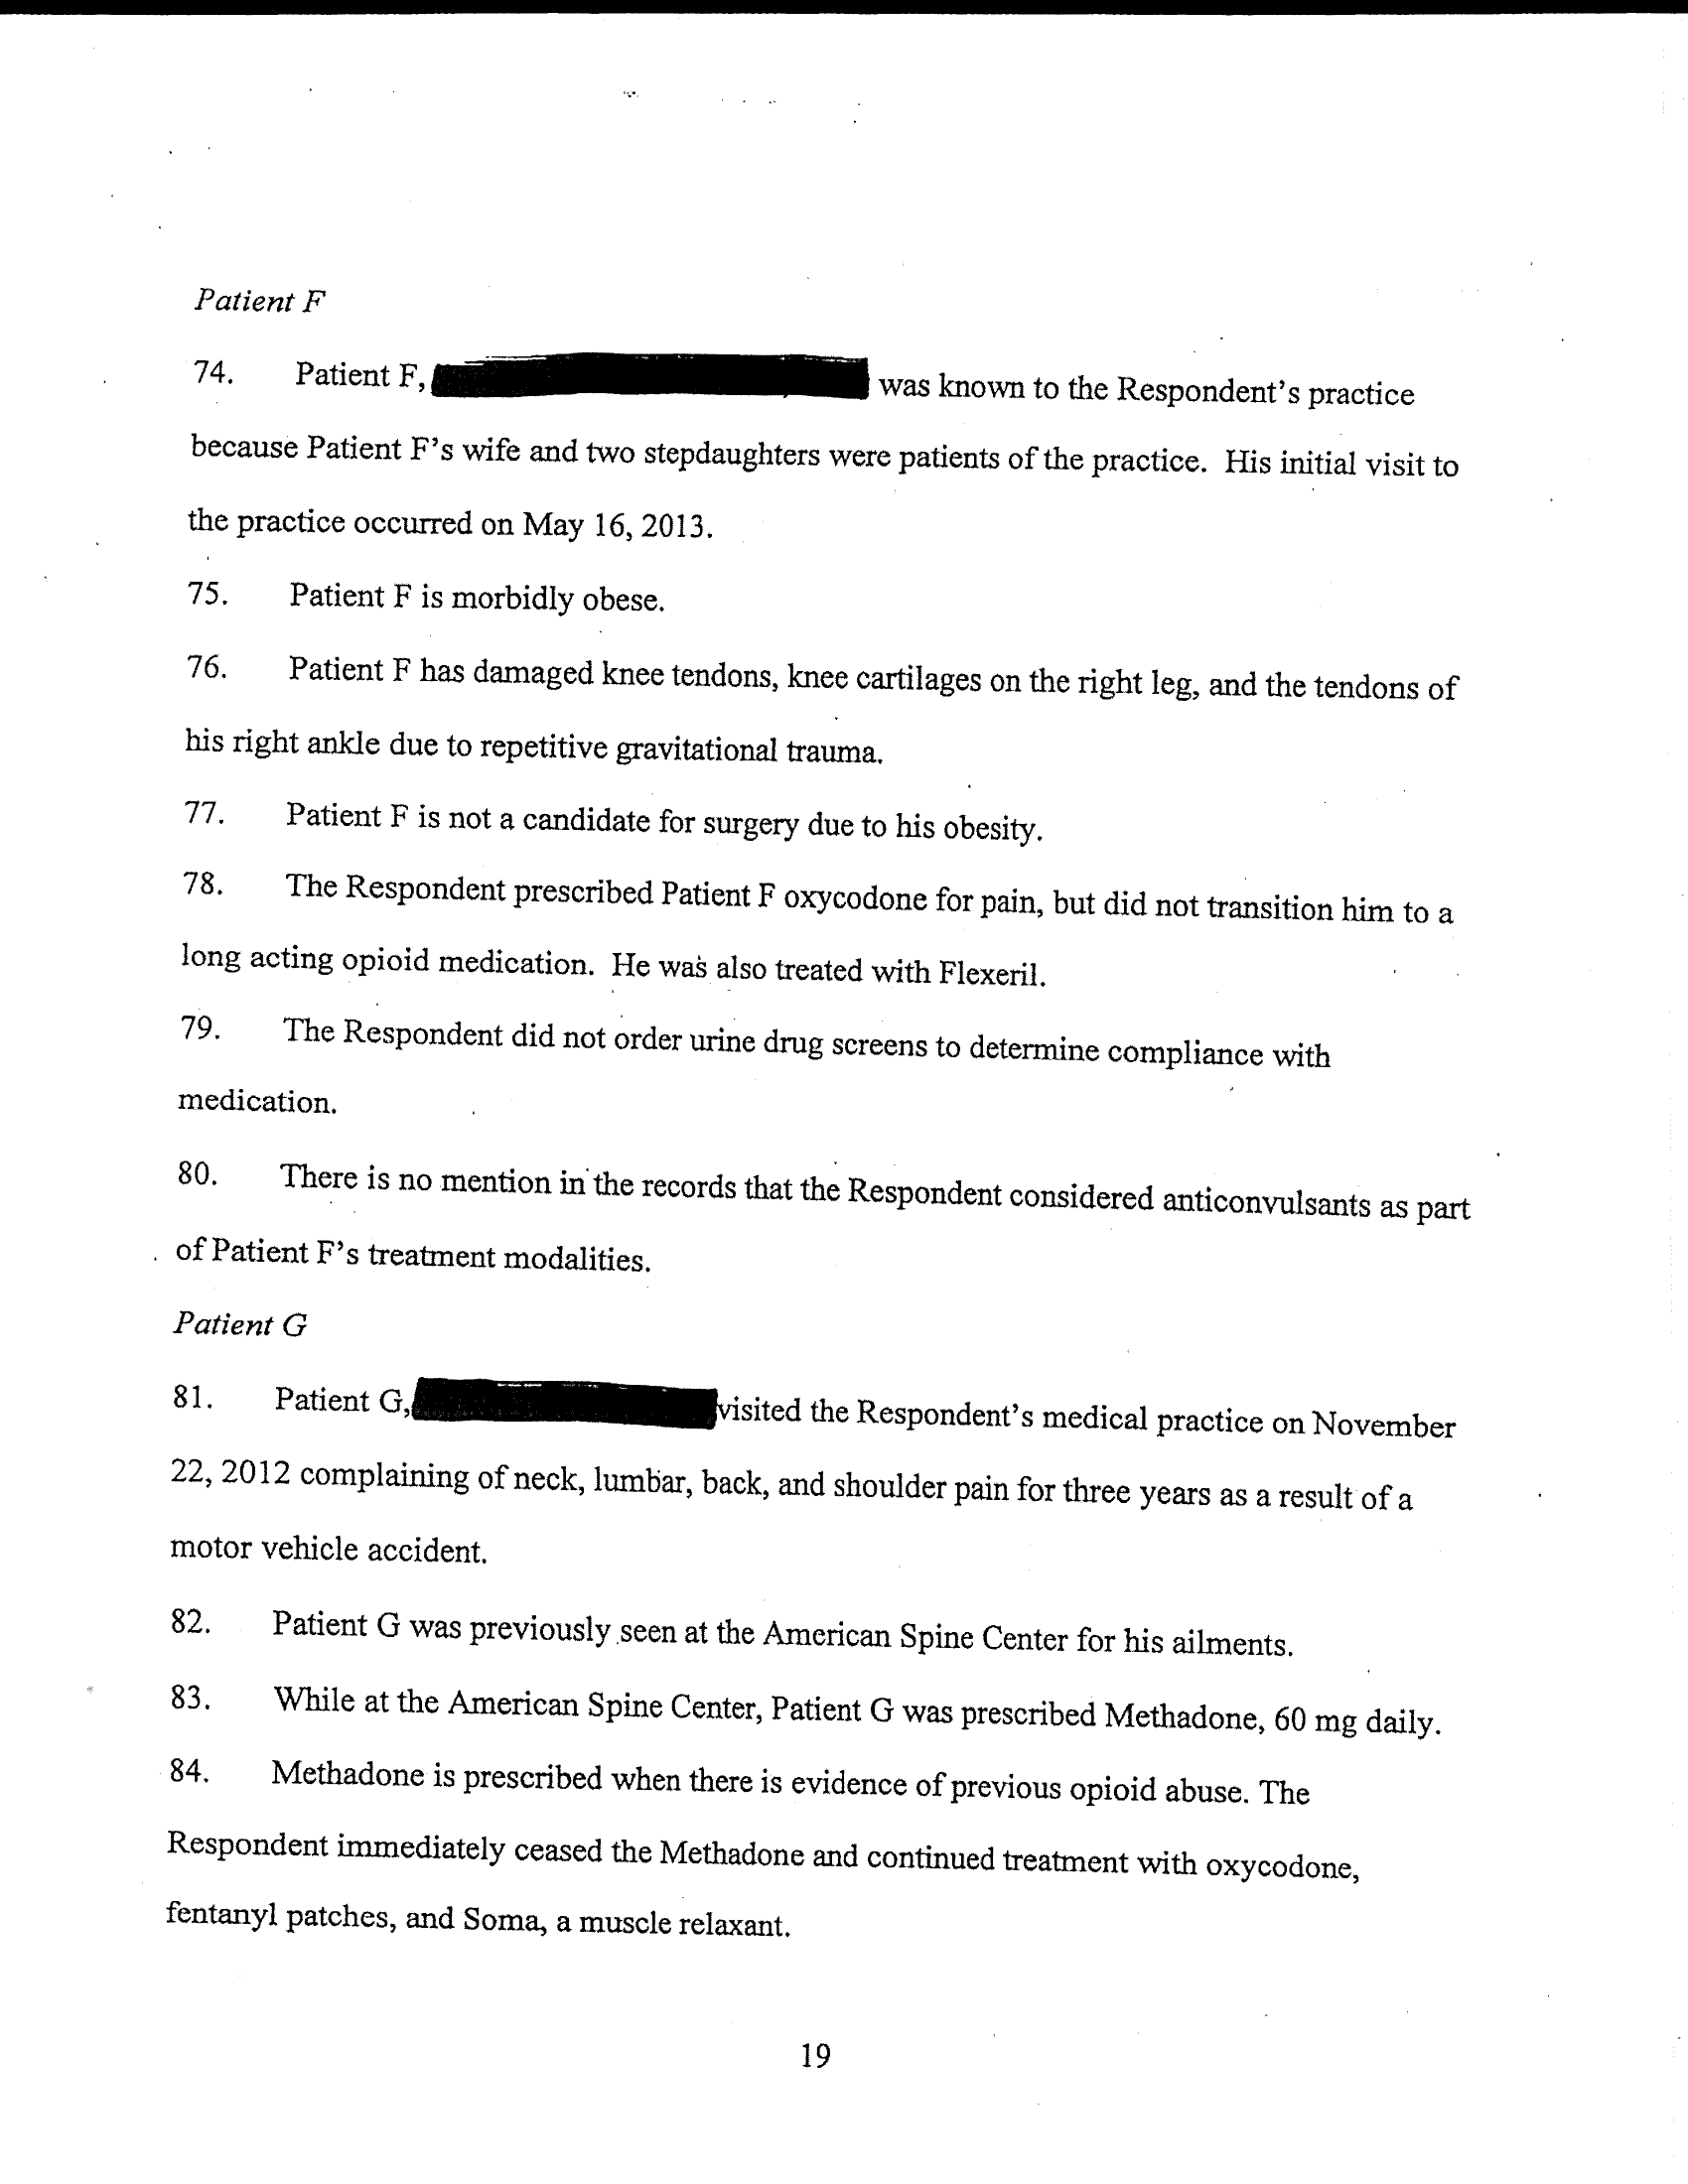 Patient F
74. Patient F, was known to the Respondent's practice
because Patient F's wife and two stepdaughters were patients of the practice. His initial visit to
the practice occurred on May 16, 2013.
75. Patient F is morbidly obese.
76. Patient F has damaged knee tendons, knee cartilages on the right leg, and the tendons of
his right ankle due to repetitive gravitational trauma.
77. Patient F is not a candidate for surgery due to his obesity.
78. The Respondent prescribed Patient F oxycodone for pain, but did not transition him to a
long acting opioid medication. He was also treated with Flexeril.
79. The Respondent did not order urine drug screens to determine compliance with
medication.
80. There is no mention in the records that the Respondent considered anticonvulsants as part
of Patient F's treatment modalities.
Patient G
81. Patient G, visited the Respondent's medical practice on November
22, 2012 complaining of neck, lumbar, back, and shoulder pain for three years as a result of a
motor vehicle accident.
82. Patient G was previously seen at the American Spine Center for his ailments.
83. While at the American Spine Center, Patient G was prescribed Methadone, 60 mg daily.
84. Methadone is prescribed when there is evidence of previous opioid abuse. The
Respondent immediately ceased the Methadone and continued treatment with oxycodone,
fentanyl patches, and Soma, a muscle relaxant.
19